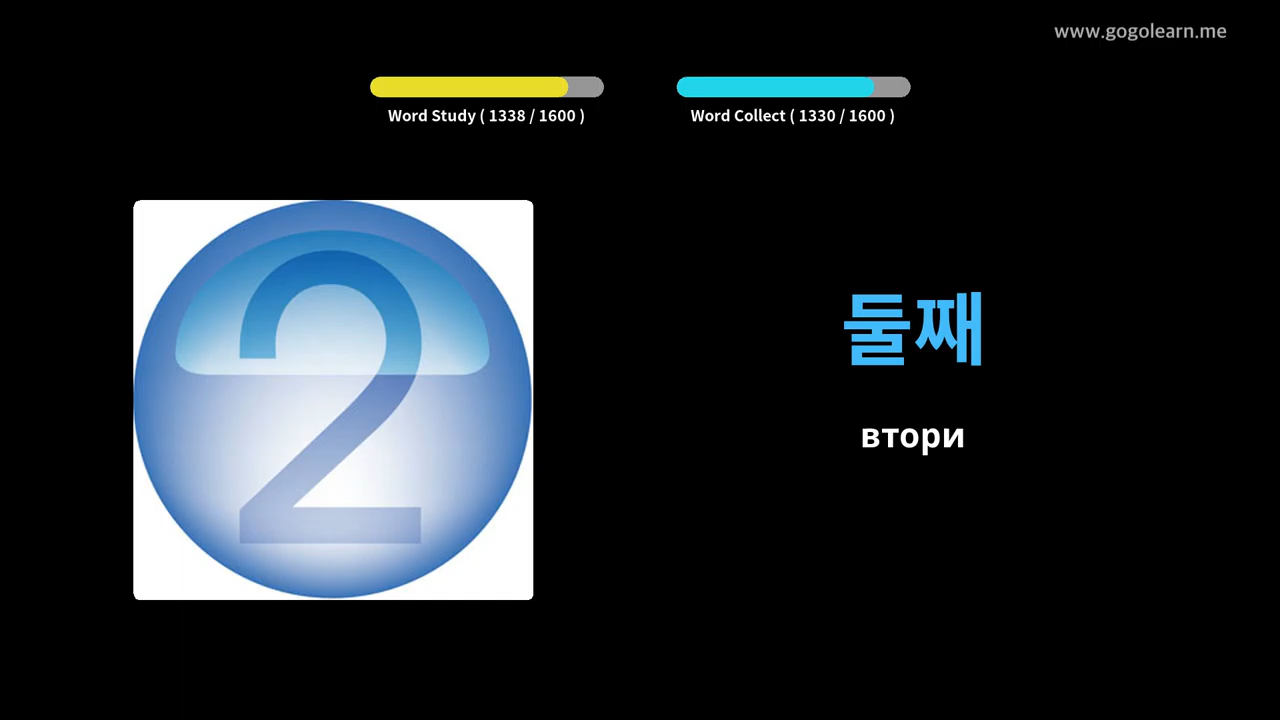 www.gogolearn.me
Word Study ( 1338 / 1600 )
Word Collect ( 1330 / 1600 )
2
둘째
втори